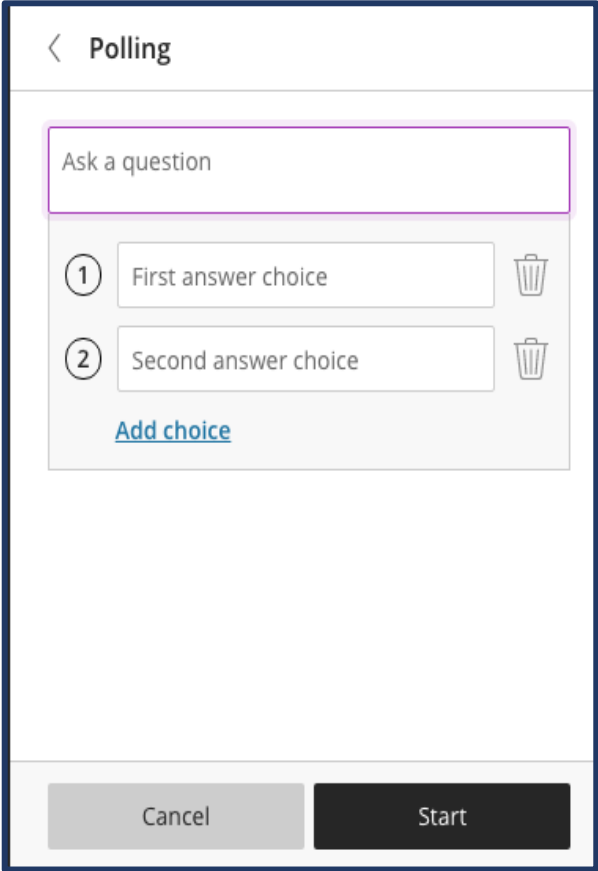 Polling
Ask a question
1 First answer choice
2 Second answer choice
Add choice
Cancel Start